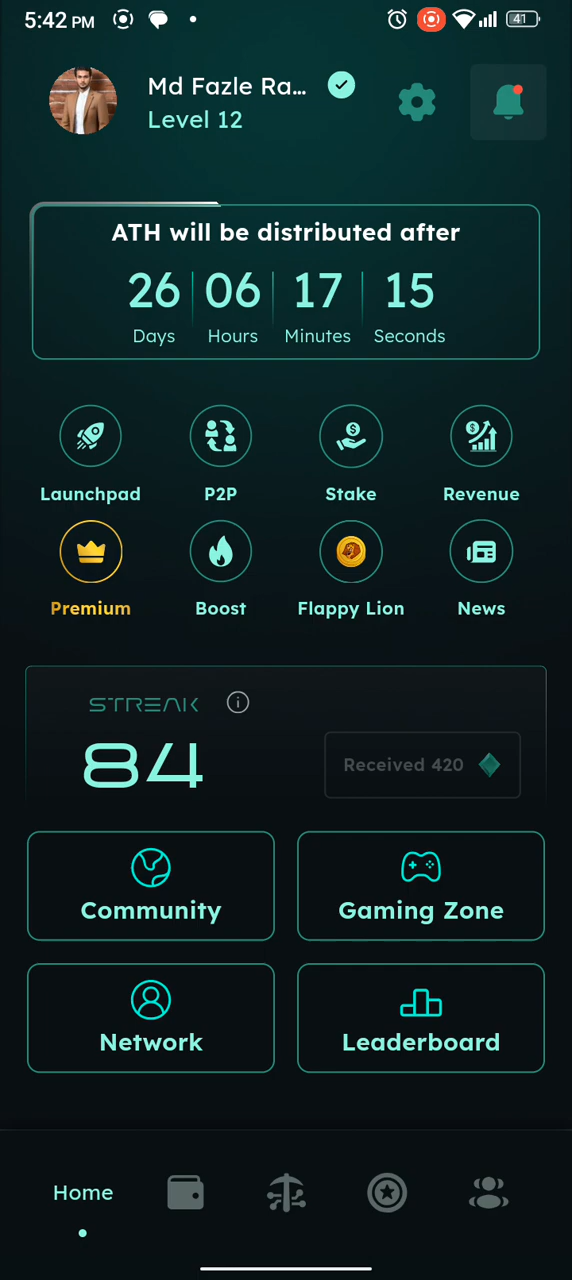 5:42 PM
41
Md Fazle Ra...
Level 12
ATH will be distributed after
26 06 17 15
Days Hours Minutes Seconds
Launchpad P2P Stake Revenue
Premium Boost Flappy Lion News
STREAK
84
Received 420
Community Gaming Zone
Network Leaderboard
Home